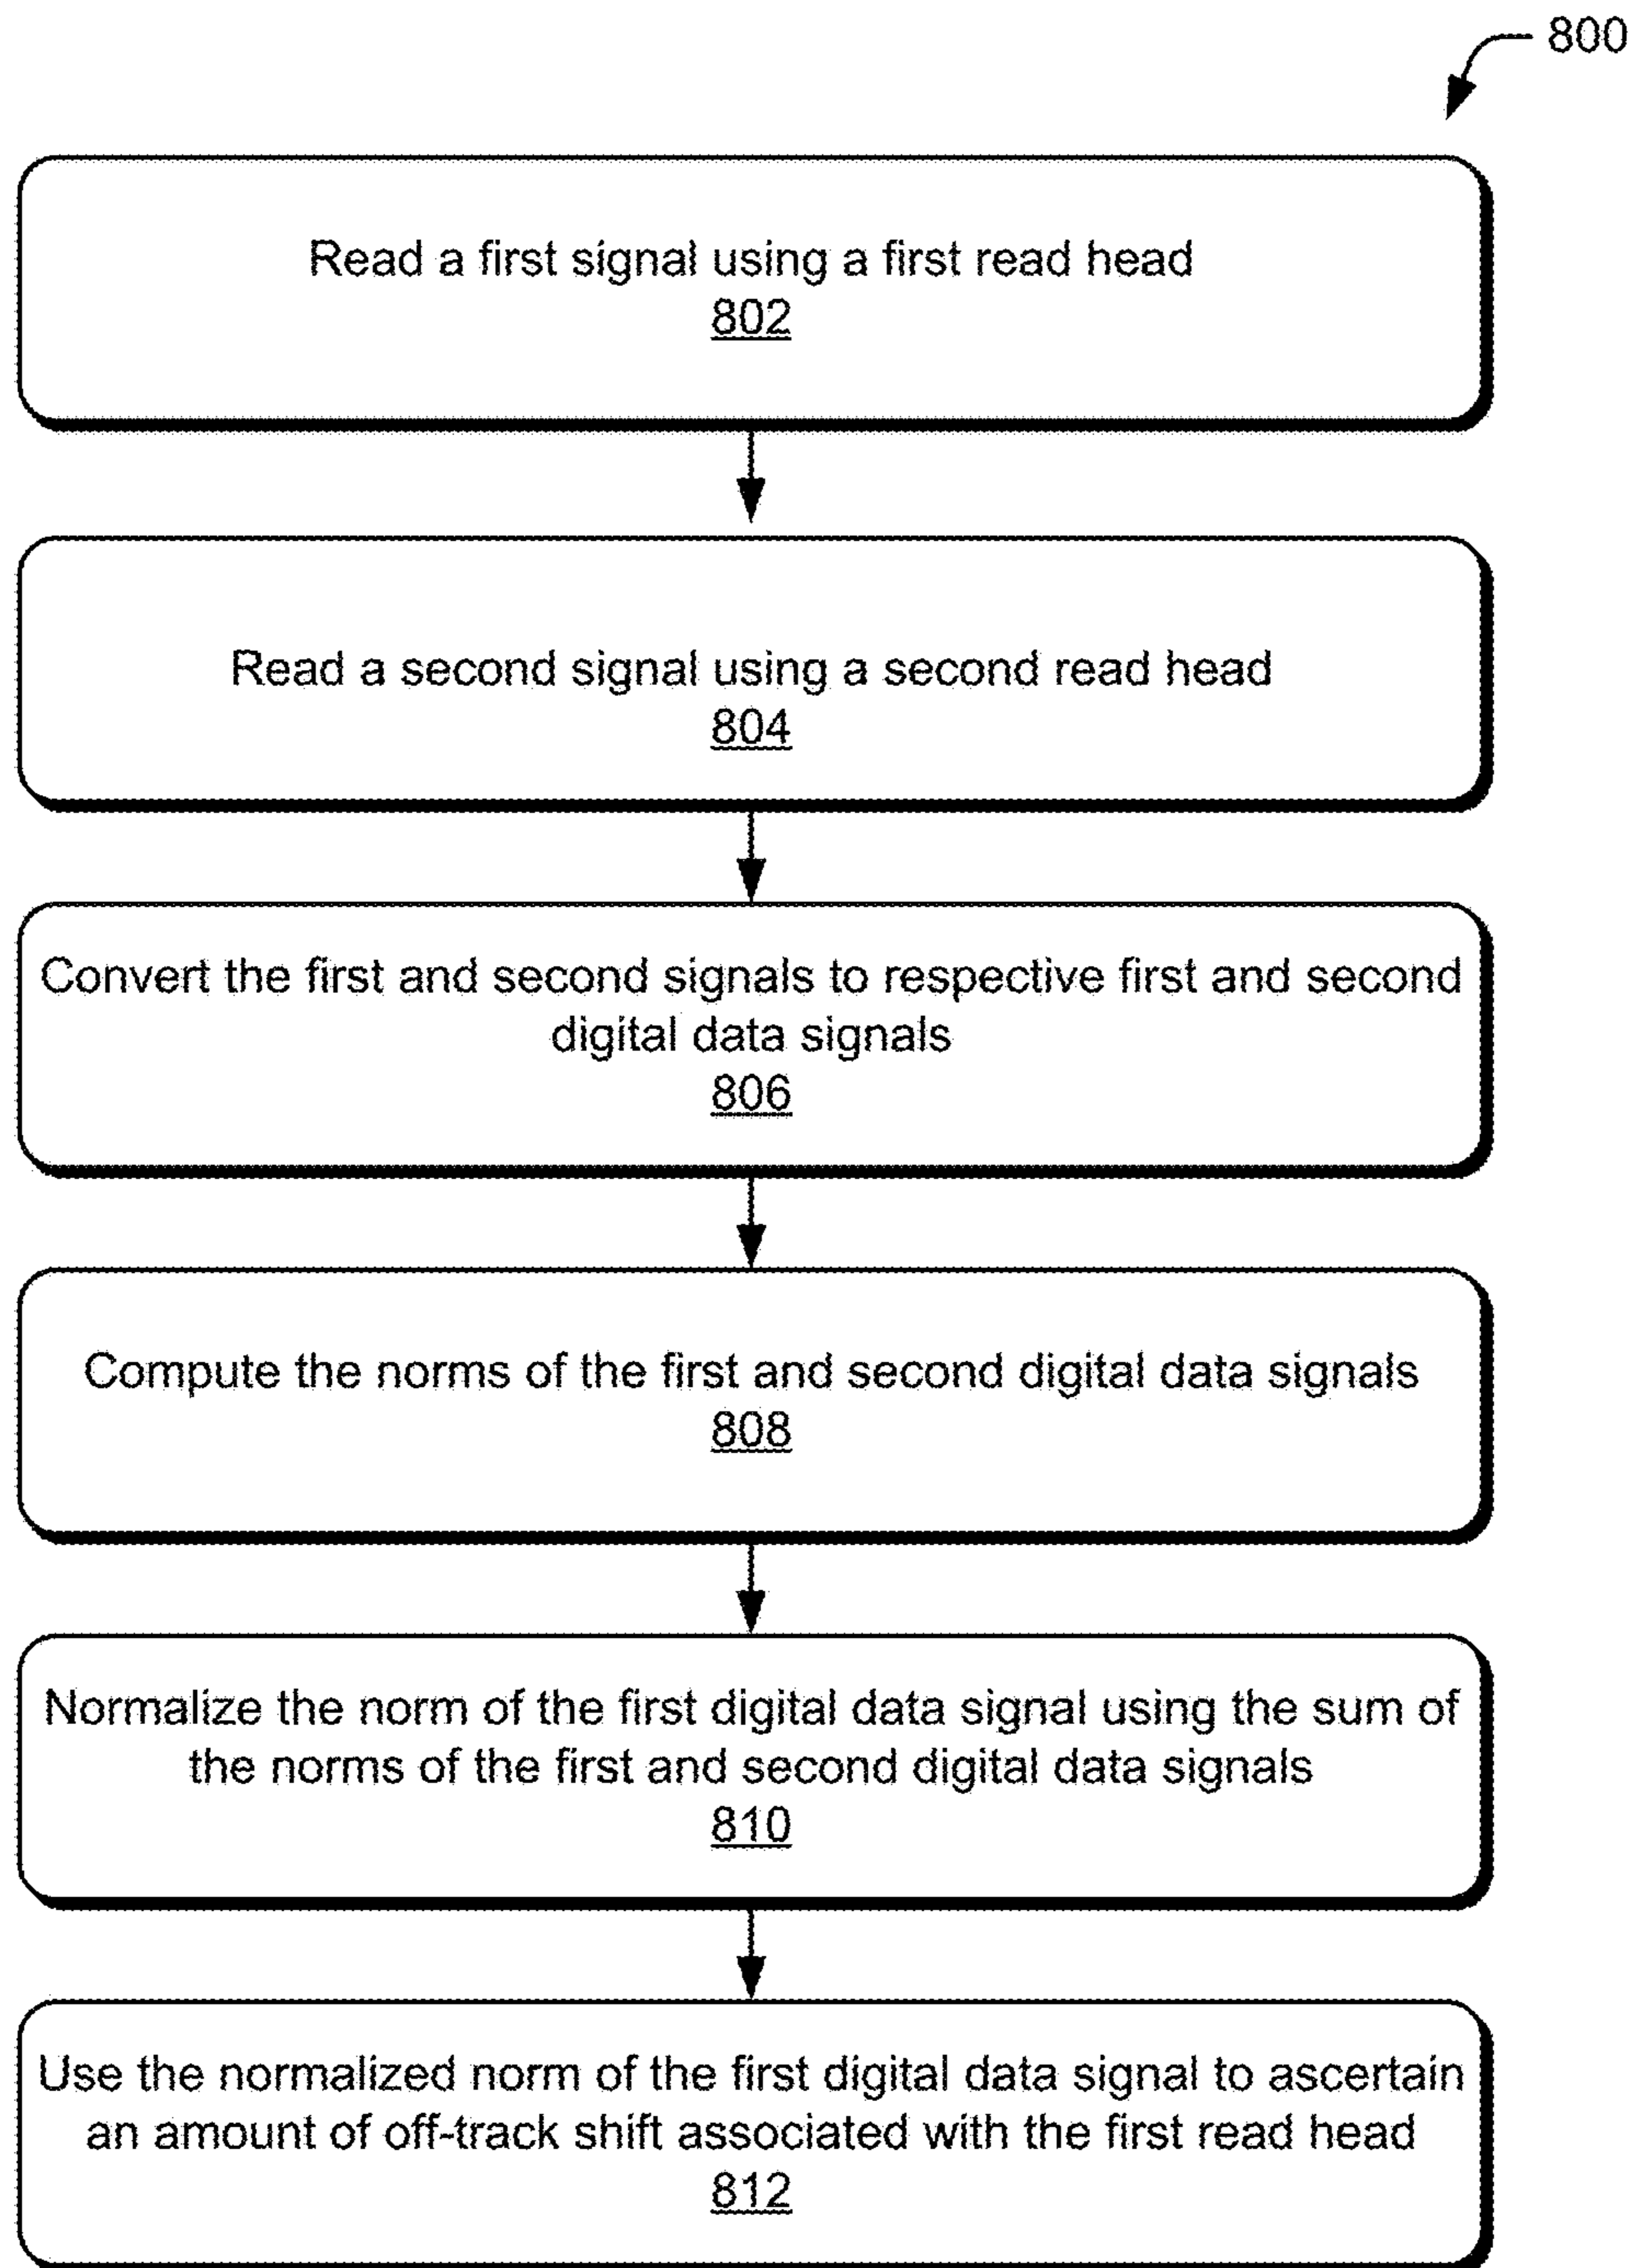 800
Read a first signal using a first read head
802
Read a second signal using a second read head
804
Convert the first and second signals to respective first and second
digital data signals
806
Compute the norms of the first and second digital data signals
808
Normalize the norm of the first digital data signal using the sum of
the norms of the first and second digital data signals
810
Use the normalized norm of the first digital data signal to ascertain
an amount of off-track shift associated with the first read head
812